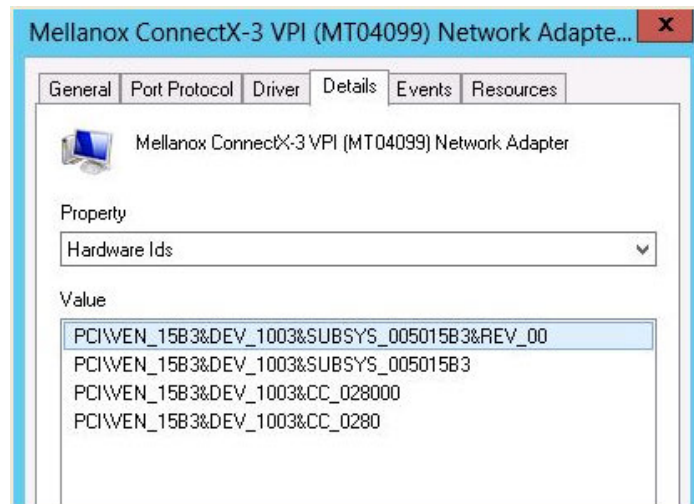 Mellanox ConnectX-3 VPI (MT04099) Network Adapte...
x
General Port Protocol Driver Details Events Resources
Mellanox ConnectX-3 VPI (MT04099) Network Adapter
Property
Hardware Ids
Value
PCI\VEN_15B3&DEV_1003&SUBSYS_005015B3&REV_00
PCI\VEN_15B3&DEV_1003&SUBSYS_005015B3
PCI\VEN_15B3&DEV_1003&CC_028000
PCI\VEN_15B3&DEV_1003&CC_0280